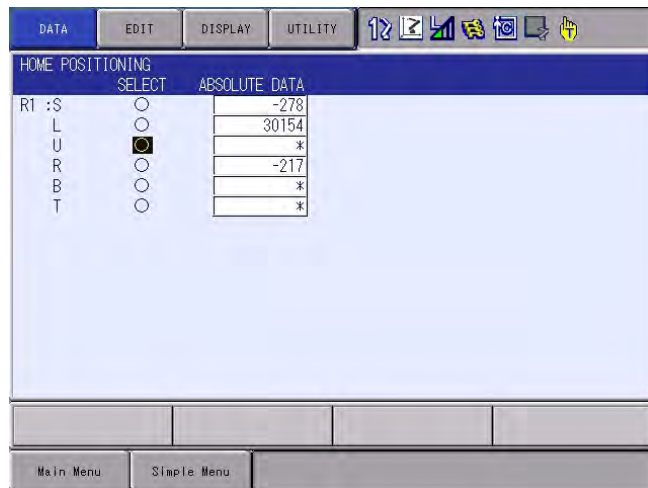 DATA EDIT DISPLAY UTILITY
HOME POSITIONING
SELECT ABSOLUTE DATA
R1 :S -278
L 30154
U *
R -217
B *
T *
Main Menu Simple Menu